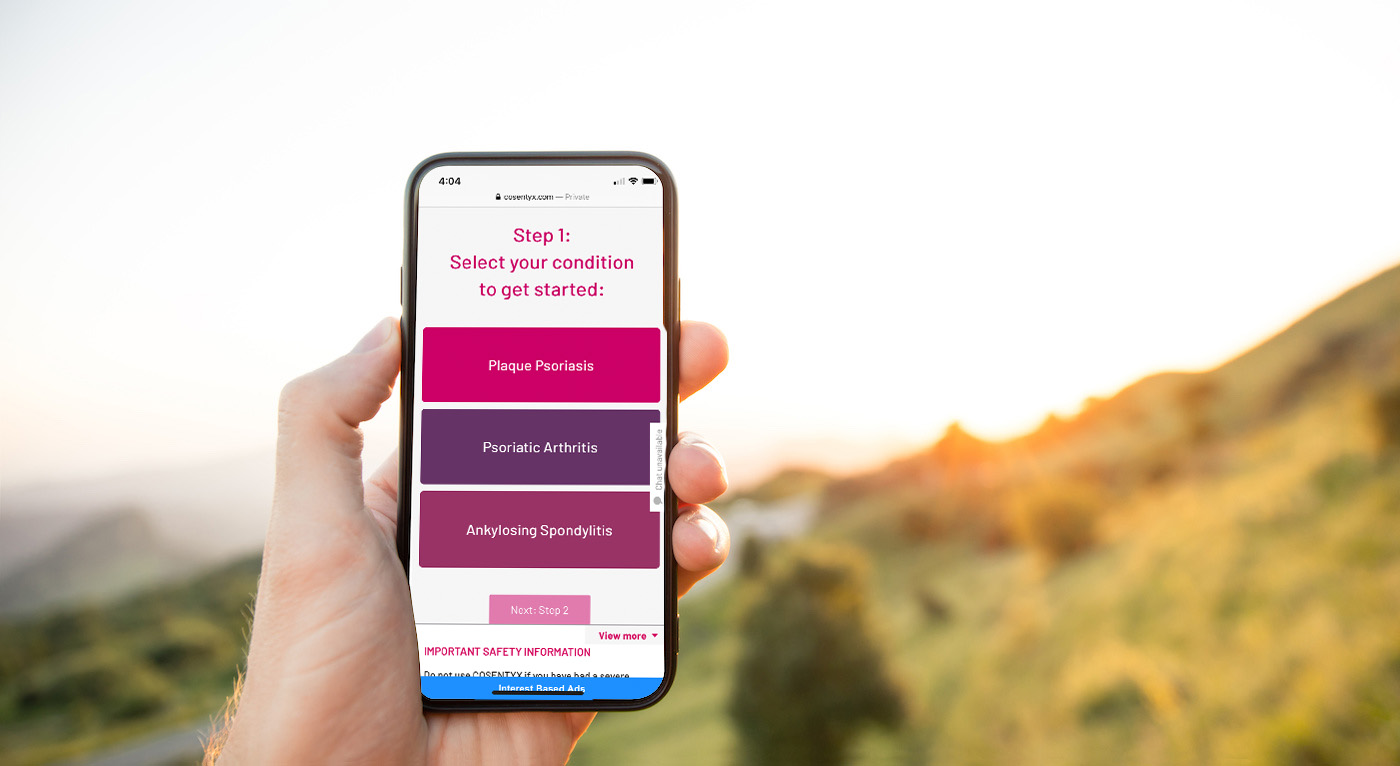 4:04
cosentyx.com — Private
Step 1:
Select your condition
to get started:
Plaque Psoriasis
Psoriatic Arthritis
Chat unavailable
Ankylosing Spondylitis
Next: Step 2
View more
IMPORTANT SAFETY INFORMATION
Do not use COSENTYX if you have had a severe
Interest Based Ads